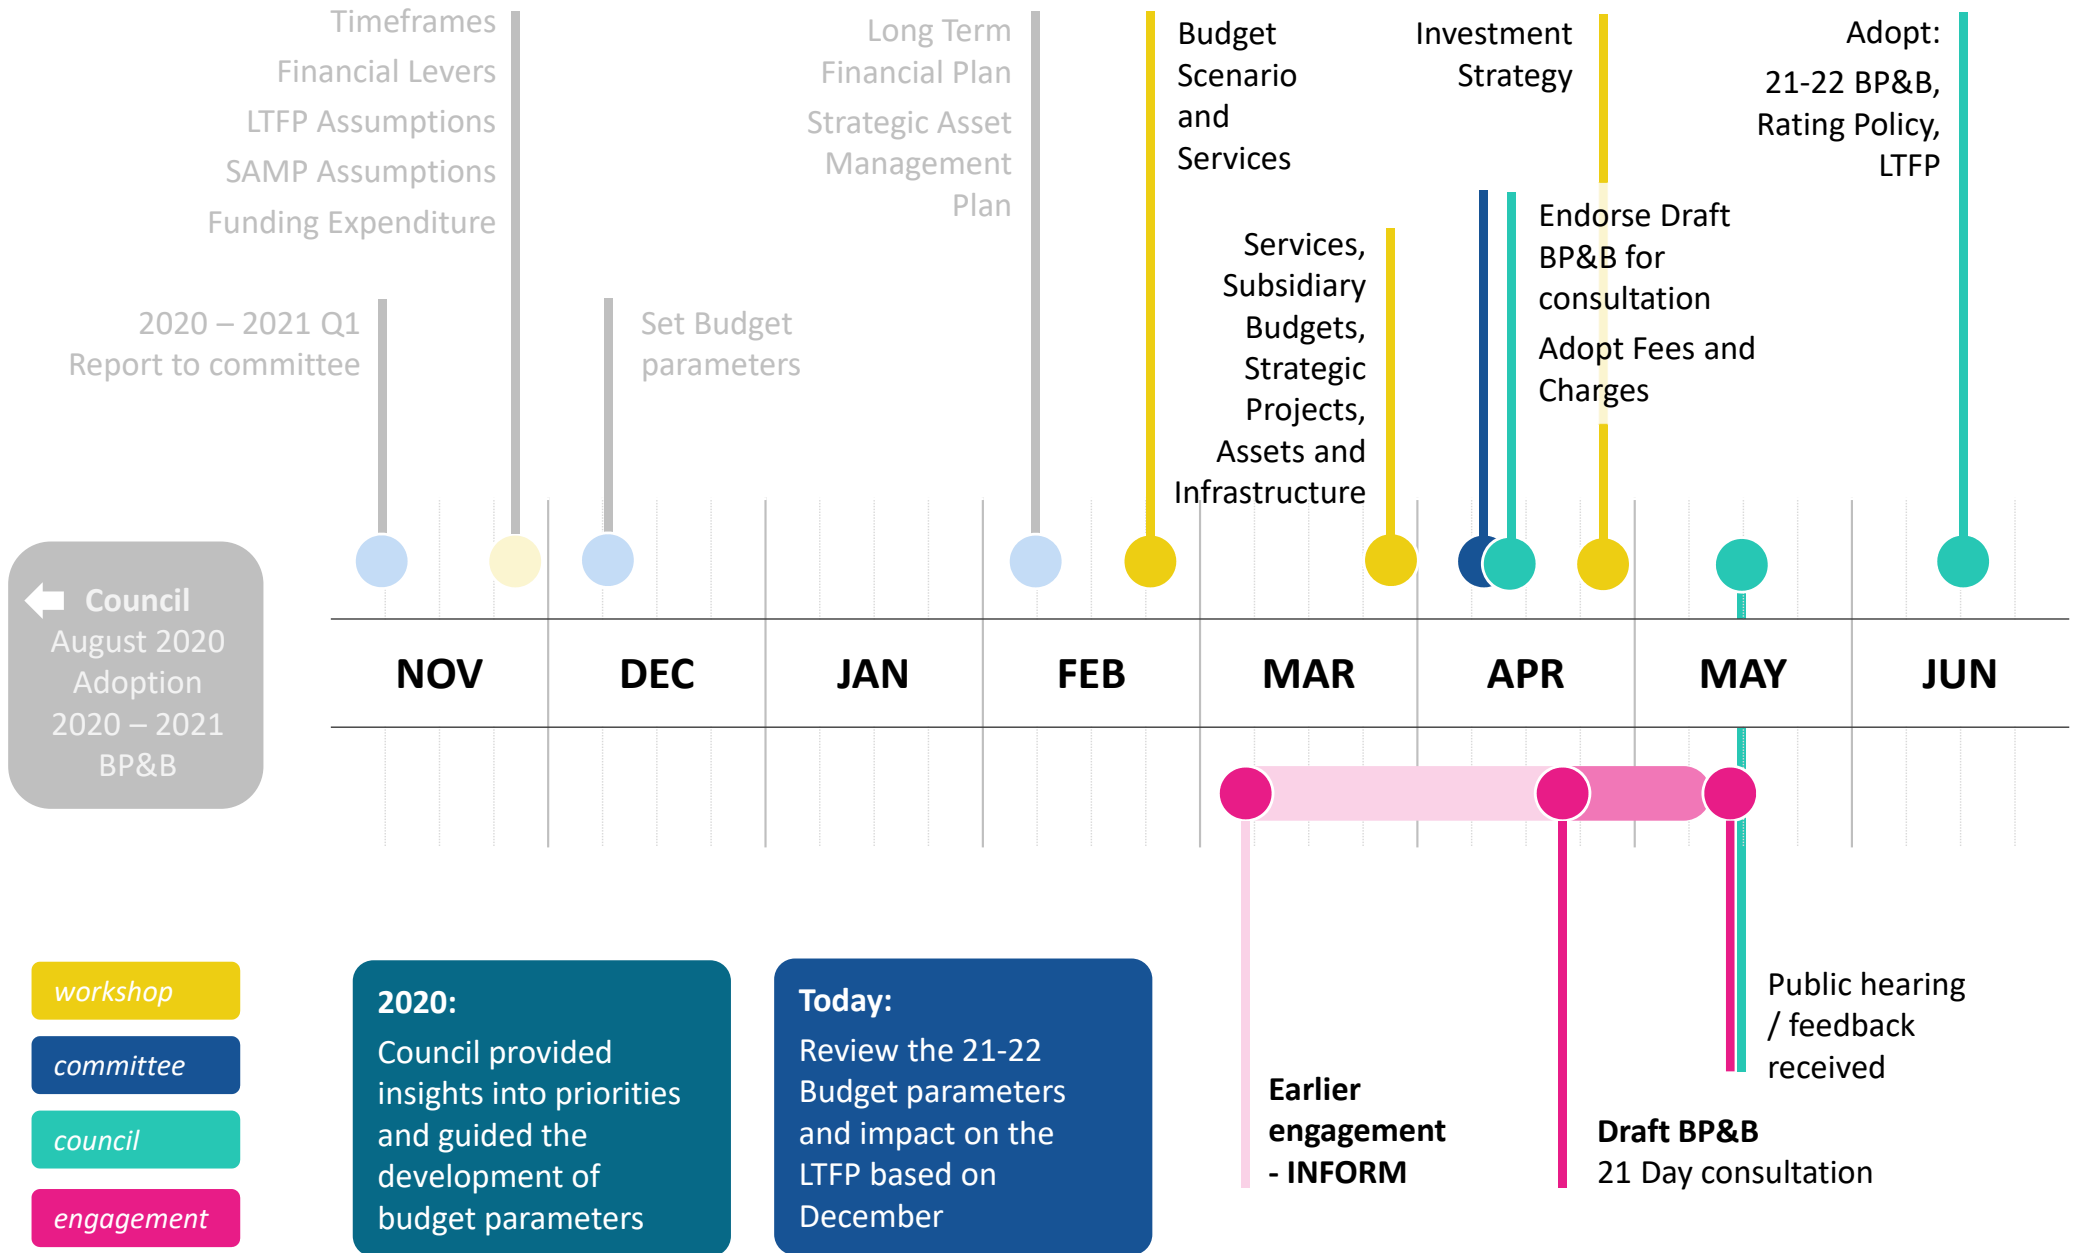 Timeframes
Financial Levers
LTFP Assumptions
SAMP Assumptions
Funding Expenditure
2020 – 2021 Q1
Report to committee
Set Budget
parameters
Long Term
Financial Plan
Strategic Asset
Management
Plan
Budget
Scenario
and
Services
Services,
Subsidiary
Budgets,
Strategic
Projects,
Assets and
Infrastructure
Investment
Strategy
Endorse Draft
BP&B for
consultation
Adopt Fees and
Charges
Adopt:
21-22 BP&B,
Rating Policy,
LTFP
Council
August 2020
Adoption
2020 – 2021
BP&B
NOV
DEC
JAN
FEB
MAR
APR
MAY
JUN
workshop
committee
council
engagement
2020:
Council provided
insights into priorities
and guided the
development of
budget parameters
Today:
Review the 21-22
Budget parameters
and impact on the
LTFP based on
December
Earlier
engagement
- INFORM
Draft BP&B
21 Day consultation
Public hearing
/ feedback
received